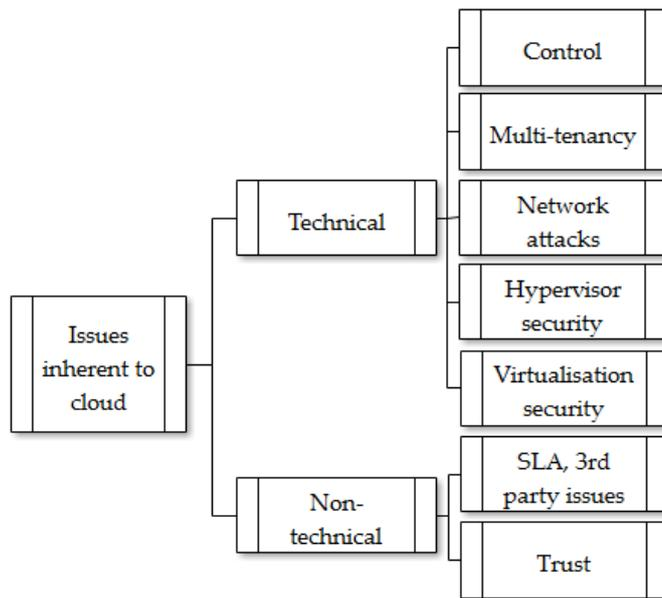 Control
Multi-tenancy
Network
attacks
Technical
Hypervisor
security
Issues
inherent to
cloud
Virtualisation
security
SLA, 3rd
party issues
Non-
technical
Trust